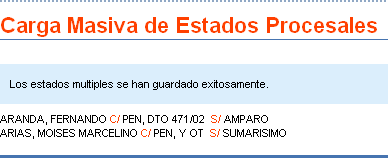 Carga Masiva de Estados Procesales
Los estados multiples se han guardado exitosamente.
ARANDA, FERNANDO C/ PEN, DTO 471/02 S/ AMPARO
ARIAS, MOISES MARCELINO C/ PEN, Y OT S/ SUMARISIMO